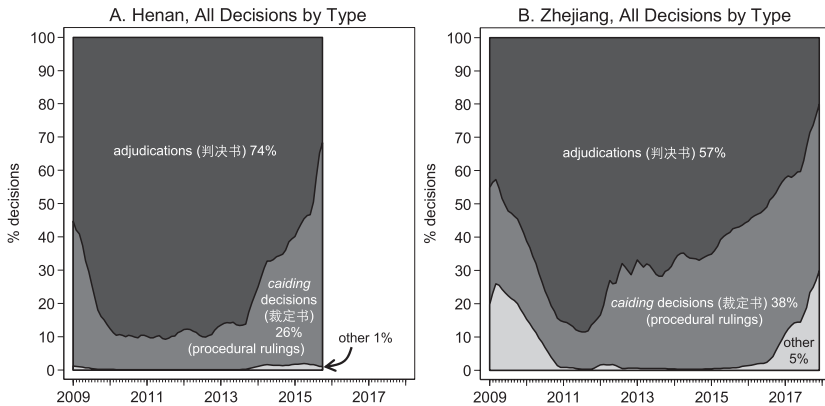 A. Henan, All Decisions by Type
% decisions
100
90
80
70
60
50
40
30
20
10
0
adjudications (判决书) 74%
caiding
decisions
(裁定书)
26%
(procedural rulings)
other 1%
2009
2011
2013
2015
2017
B. Zhejiang, All Decisions by Type
% decisions
100
90
80
70
60
50
40
30
20
10
0
adjudications (判决书) 57%
caiding decisions (裁定书) 38%
(procedural rulings)
other
5%
2009
2011
2013
2015
2017